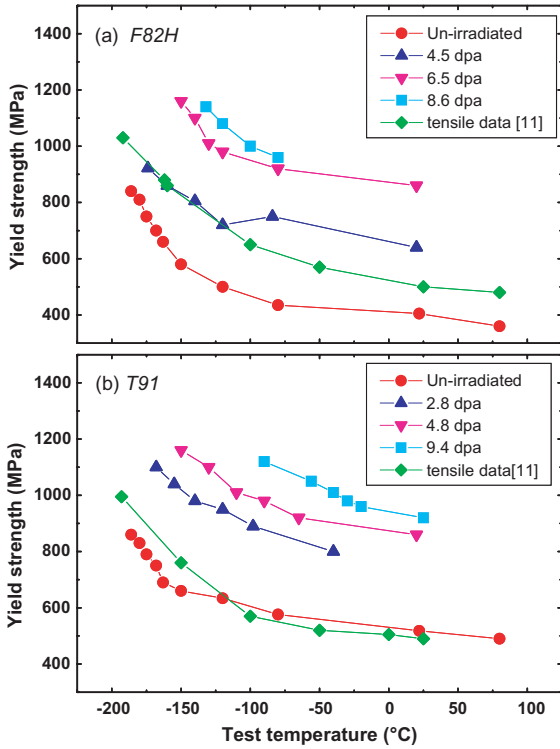 (a) F82H
Un-irradiated
4.5 dpa
6.5 dpa
8.6 dpa
tensile data [11]
Yield strength (MPa)
1400
1200
1000
800
600
400
(b) T91
Un-irradiated
2.8 dpa
4.8 dpa
9.4 dpa
tensile data[11]
Yield strength (MPa)
1400
1200
1000
800
600
400
-200 -150 -100 -50 0 50 100
Test temperature (°C)